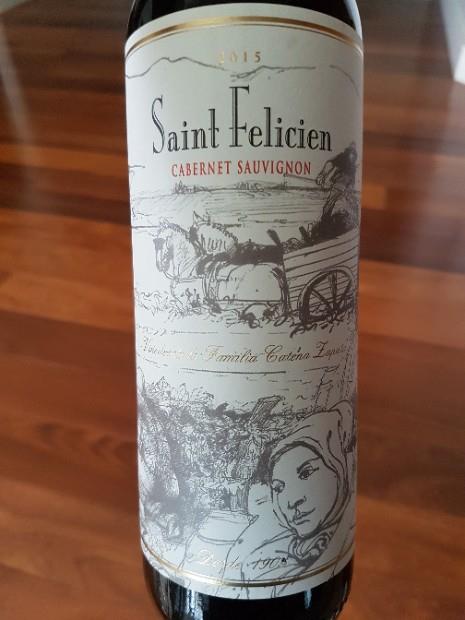 2015
Saint Felicien
CABERNET SAUVIGNON
Familia Catena Zapata
Desde